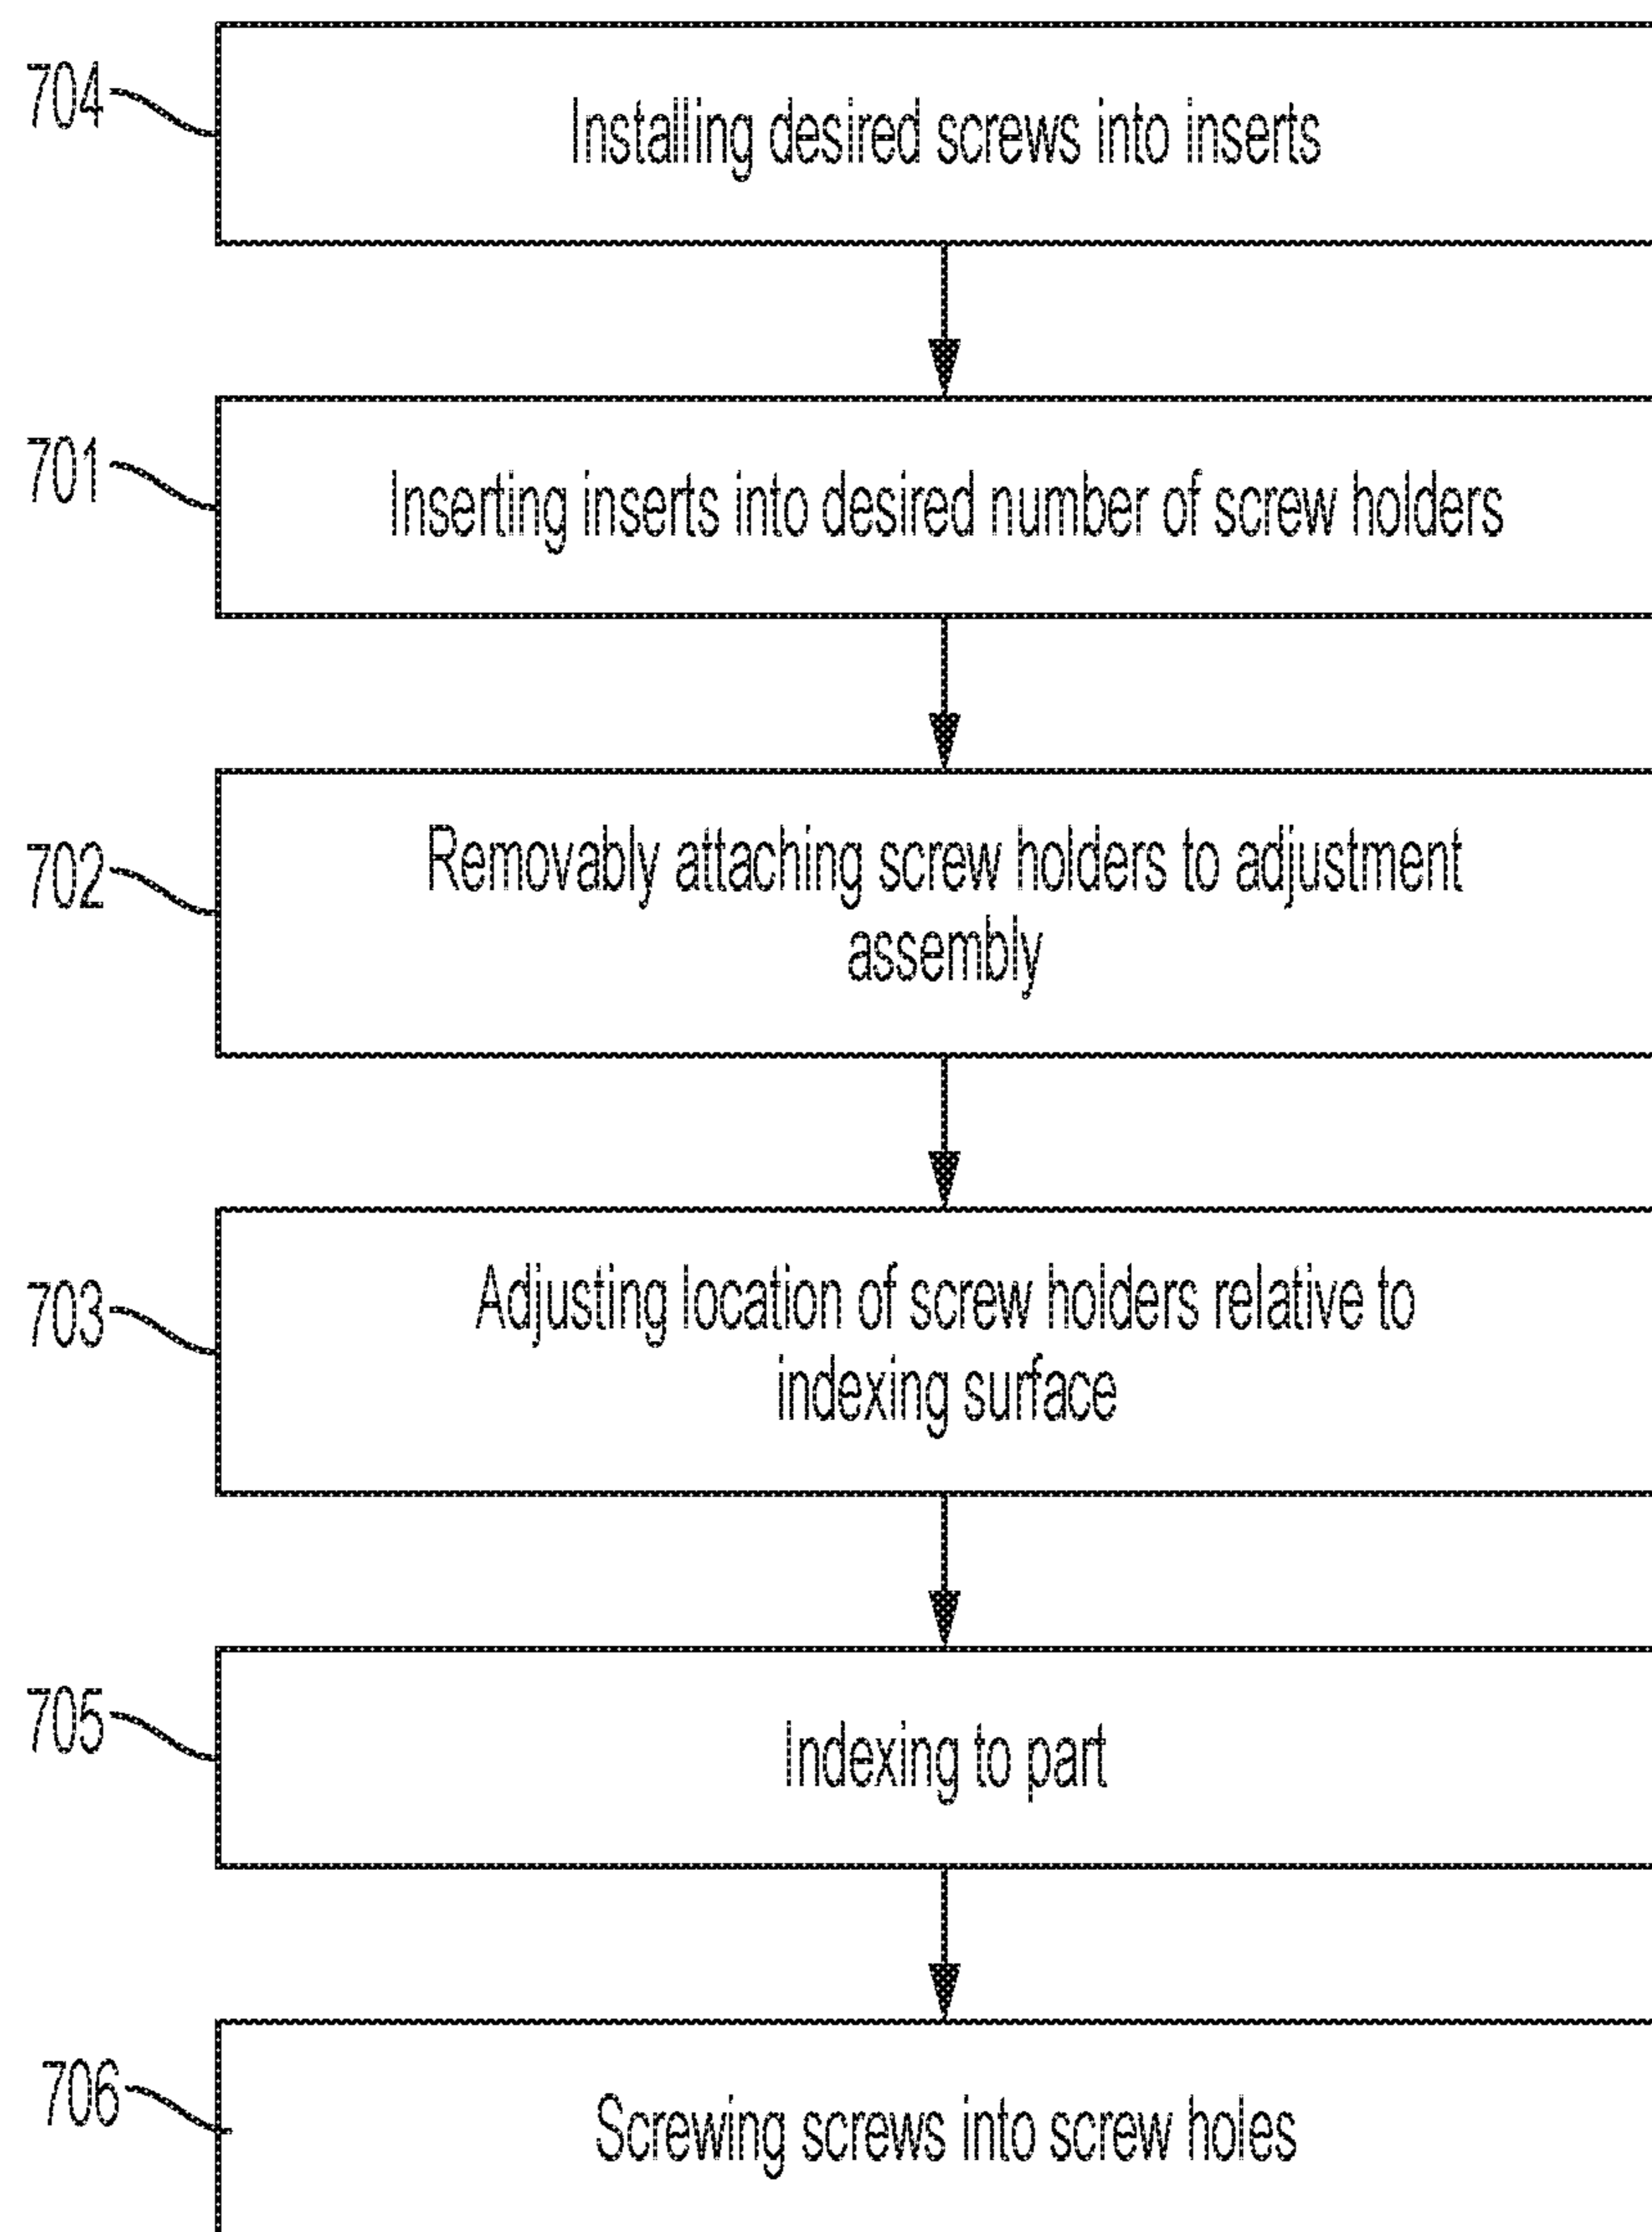 704
Installing desired screws into inserts
701
Inserting inserts into desired number of screw holders
702
Removably attaching screw holders to adjustment
assembly
703
Adjusting location of screw holders relative to
indexing surface
705
Indexing to part
706
Screwing screws into screw holes